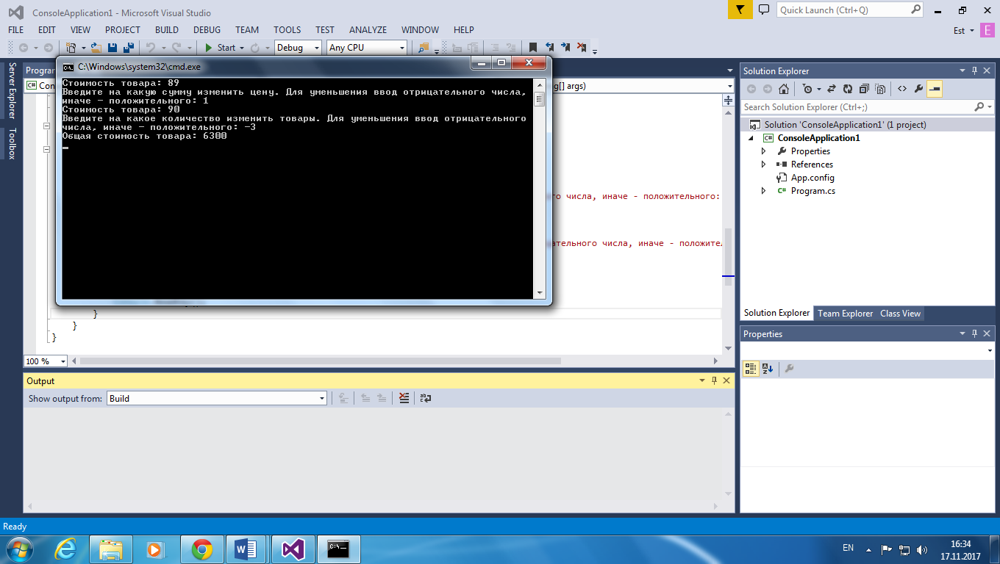 ConsoleApplication1 - Microsoft Visual Studio
Quick Launch (Ctrl+Q)
FILE EDIT VIEW PROJECT BUILD DEBUG TEAM TOOLS TEST ANALYZE WINDOW HELP
Est E
Start Debug Any CPU
C:\Windows\system32\cmd.exe
Стоимость товара: 89
Введите на какую сумму изменить цену. Для уменьшения ввод отрицательного числа,
иначе - положительного: 1
Стоимость товара: 90
Введите на какое количество изменить товары. Для уменьшения ввод отрицательного
числа, иначе - положительного: -3
Общая стоимость товара: 6300
Server Explorer
Toolbox
Progra
Con
g[] args)
го числа, иначе - положительного:
ательного числа, иначе - положител
}
}
}
100 %
Output
Show output from: Build
Solution Explorer
Search Solution Explorer (Ctrl+;)
Solution 'ConsoleApplication1' (1 project)
C# ConsoleApplication1
Properties
References
App.config
C# Program.cs
Solution Explorer Team Explorer Class View
Properties
Ready
EN
16:34
17.11.2017